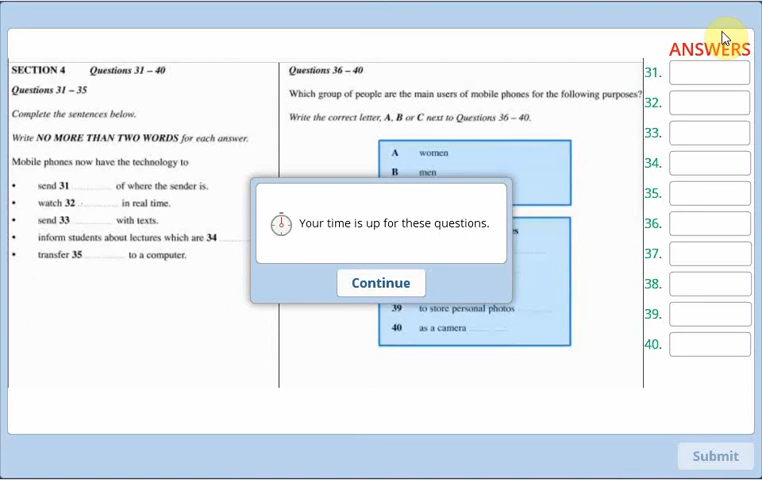 ANSWERS
SECTION 4 Questions 31 – 40
Questions 31 – 35
Complete the sentences below.
Write NO MORE THAN TWO WORDS for each answer.
Mobile phones now have the technology to
• send 31 ............ of where the sender is.
• watch 32 ............ in real time.
• send 33 ............ with texts.
• inform students about lectures which are 34 ............
• transfer 35 ............ to a computer.
Questions 36 – 40
Which group of people are the main users of mobile phones for the following purposes?
Write the correct letter, A, B or C next to Questions 36 – 40.
A women
B men
Your time is up for these questions.
Continue
39 to store personal photos ............
40 as a camera ............
31.
32.
33.
34.
35.
36.
37.
38.
39.
40.
Submit